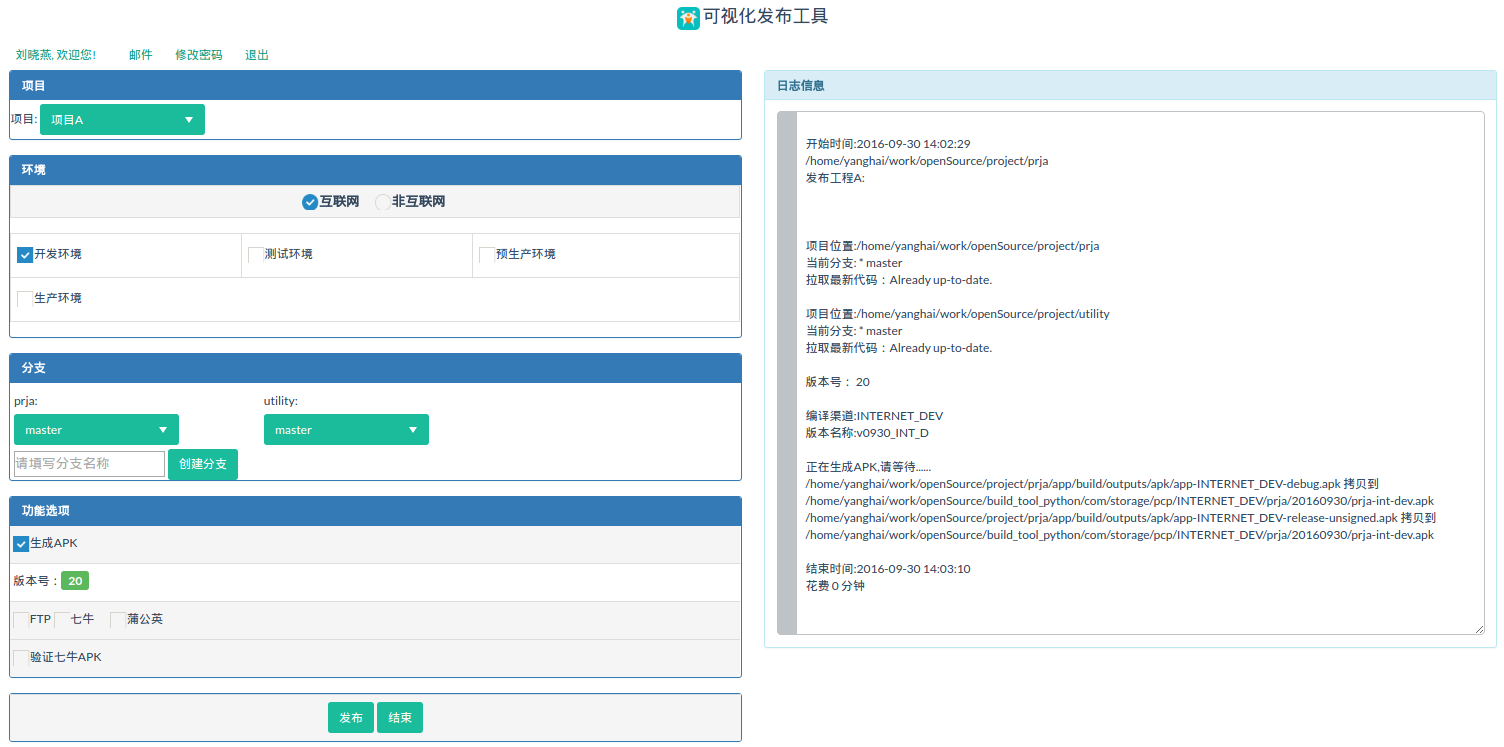 可视化发布工具
刘晓燕, 欢迎您! 邮件 修改密码 退出
项目
项目: 项目A
环境
互联网 非互联网
开发环境 测试环境 预生产环境
生产环境
分支
prja: utility:
master master
请填写分支名称 创建分支
功能选项
生成APK
版本号： 20
FTP 七牛 蒲公英
验证七牛APK
发布 结束
日志信息
开始时间:2016-09-30 14:02:29
/home/yanghai/work/openSource/project/prja
发布工程A:
项目位置:/home/yanghai/work/openSource/project/prja
当前分支: * master
拉取最新代码：Already up-to-date.
项目位置:/home/yanghai/work/openSource/project/utility
当前分支: * master
拉取最新代码：Already up-to-date.
版本号： 20
编译渠道:INTERNET_DEV
版本名称:v0930_INT_D
正在生成APK,请等待......
/home/yanghai/work/openSource/project/prja/app/build/outputs/apk/app-INTERNET_DEV-debug.apk 拷贝到
/home/yanghai/work/openSource/build_tool_python/com/storage/pcp/INTERNET_DEV/prja/20160930/prja-int-dev.apk
/home/yanghai/work/openSource/project/prja/app/build/outputs/apk/app-INTERNET_DEV-release-unsigned.apk 拷贝到
/home/yanghai/work/openSource/build_tool_python/com/storage/pcp/INTERNET_DEV/prja/20160930/prja-int-dev.apk
结束时间:2016-09-30 14:03:10
花费 0 分钟